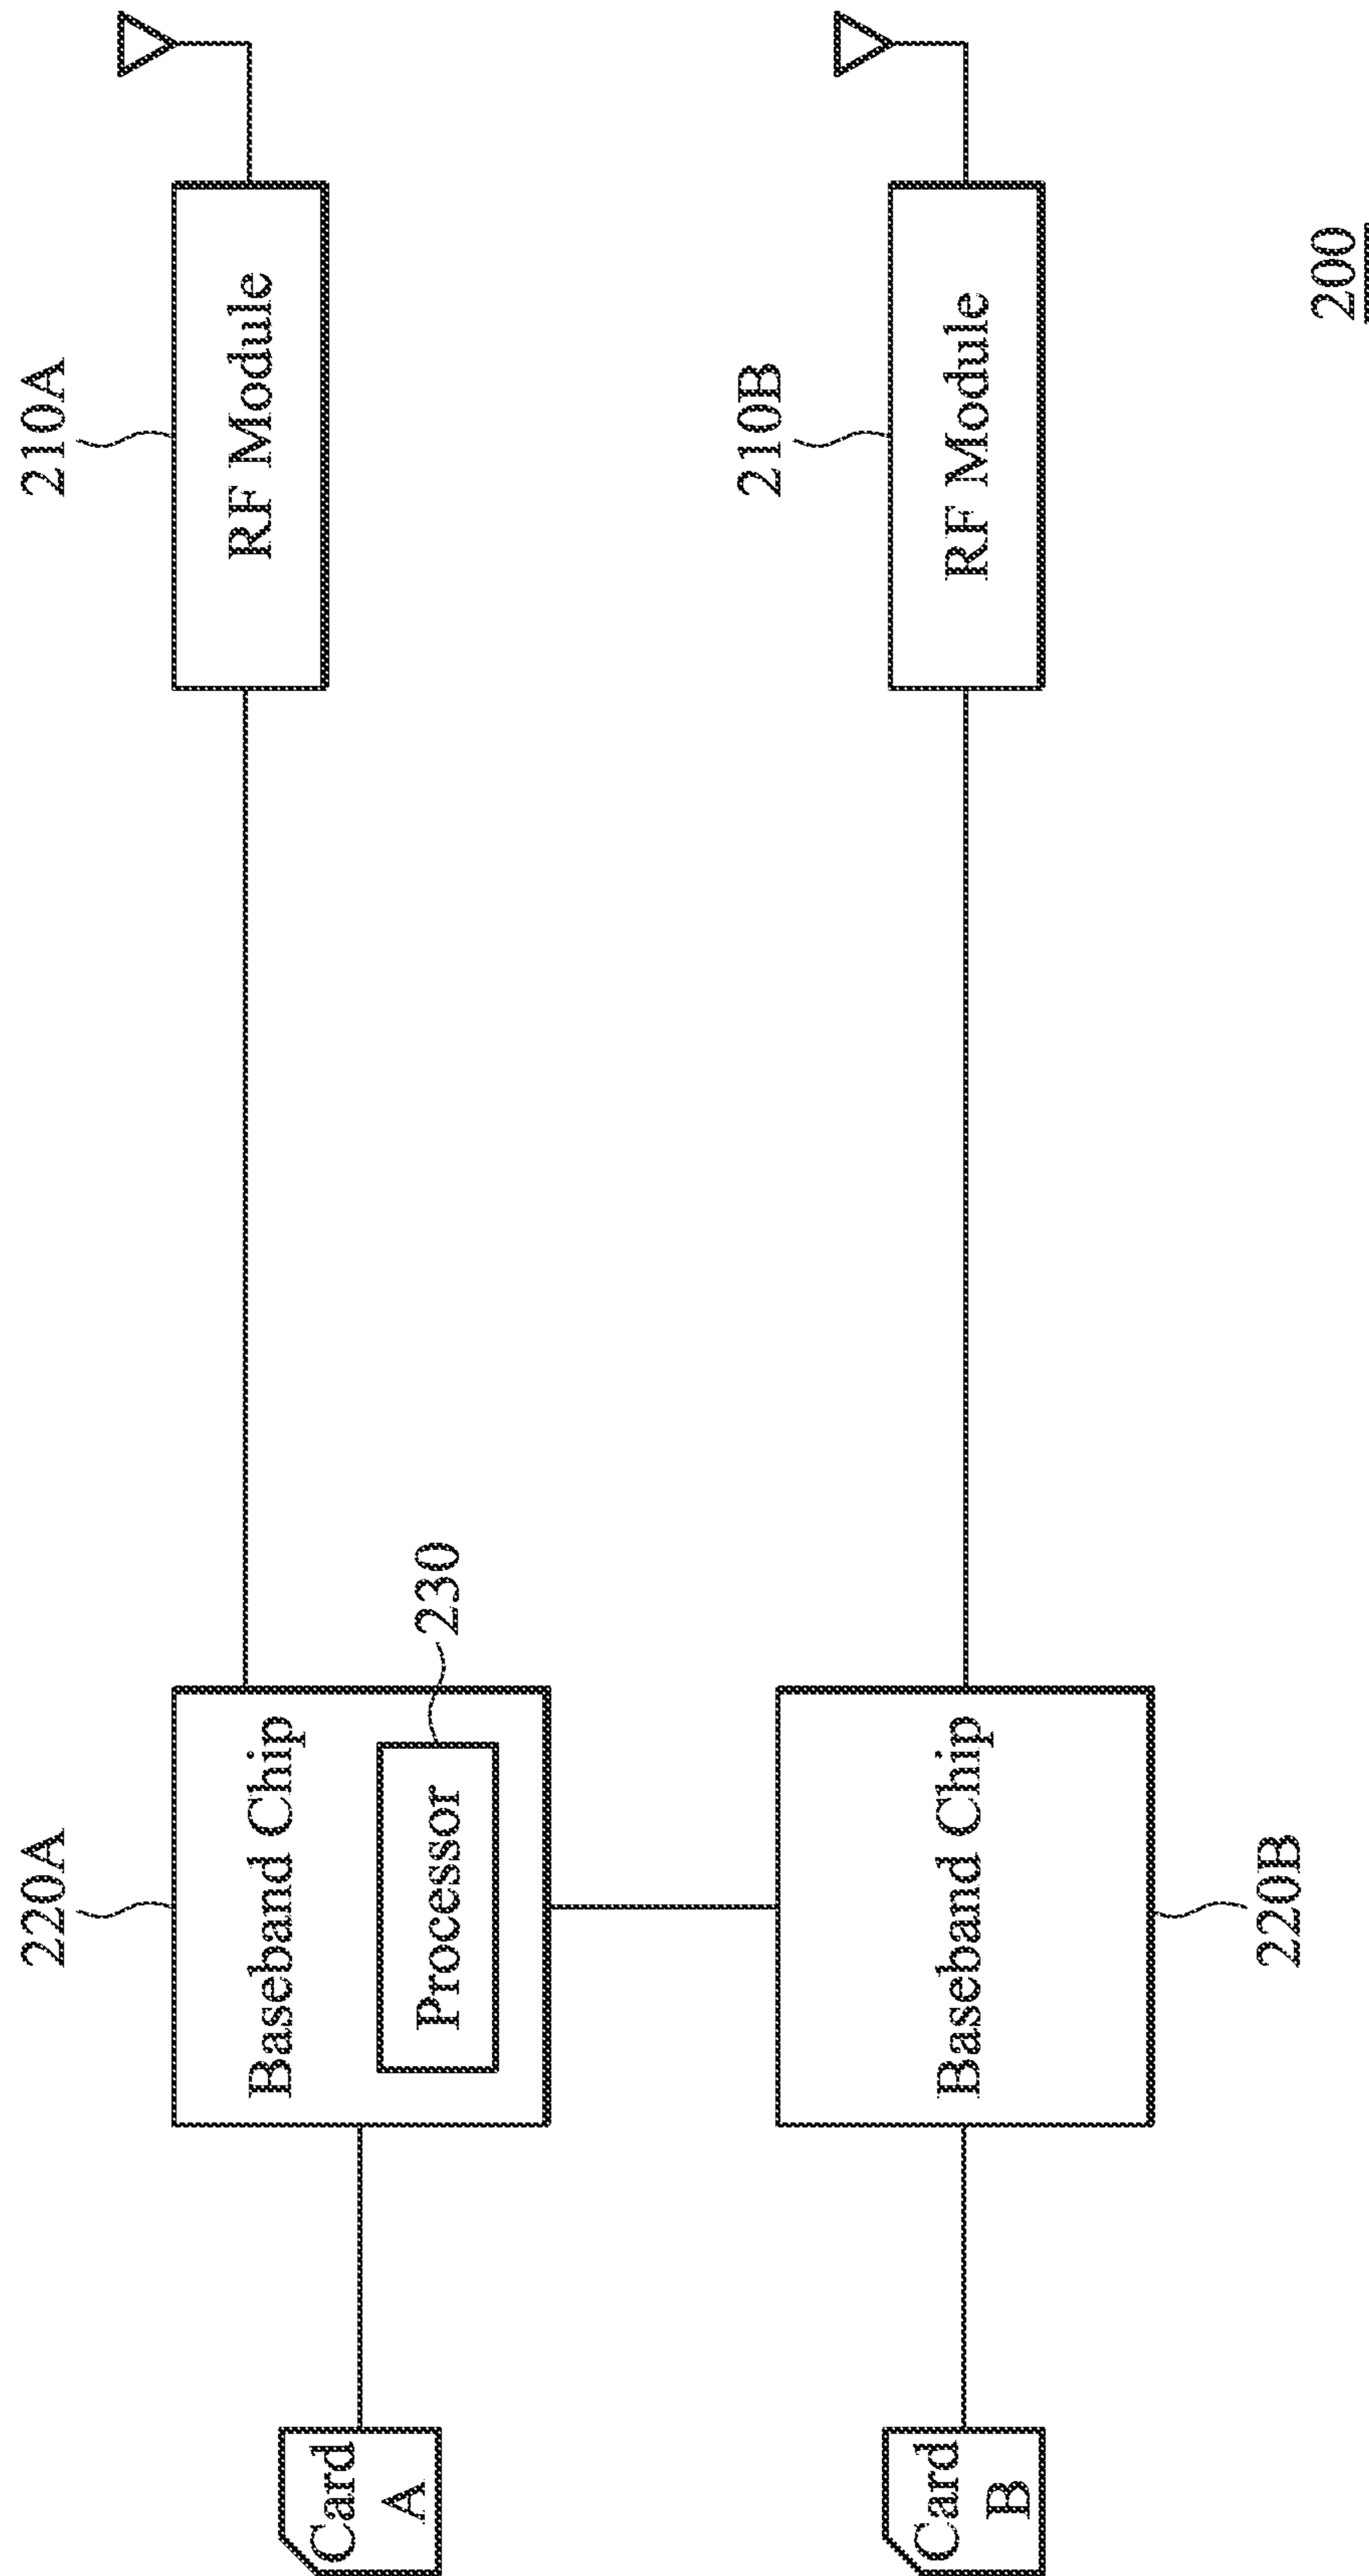 220A
210A
Card
A
Baseband Chip
Processor
230
RF Module
210B
Card
B
Baseband Chip
RF Module
220B
200